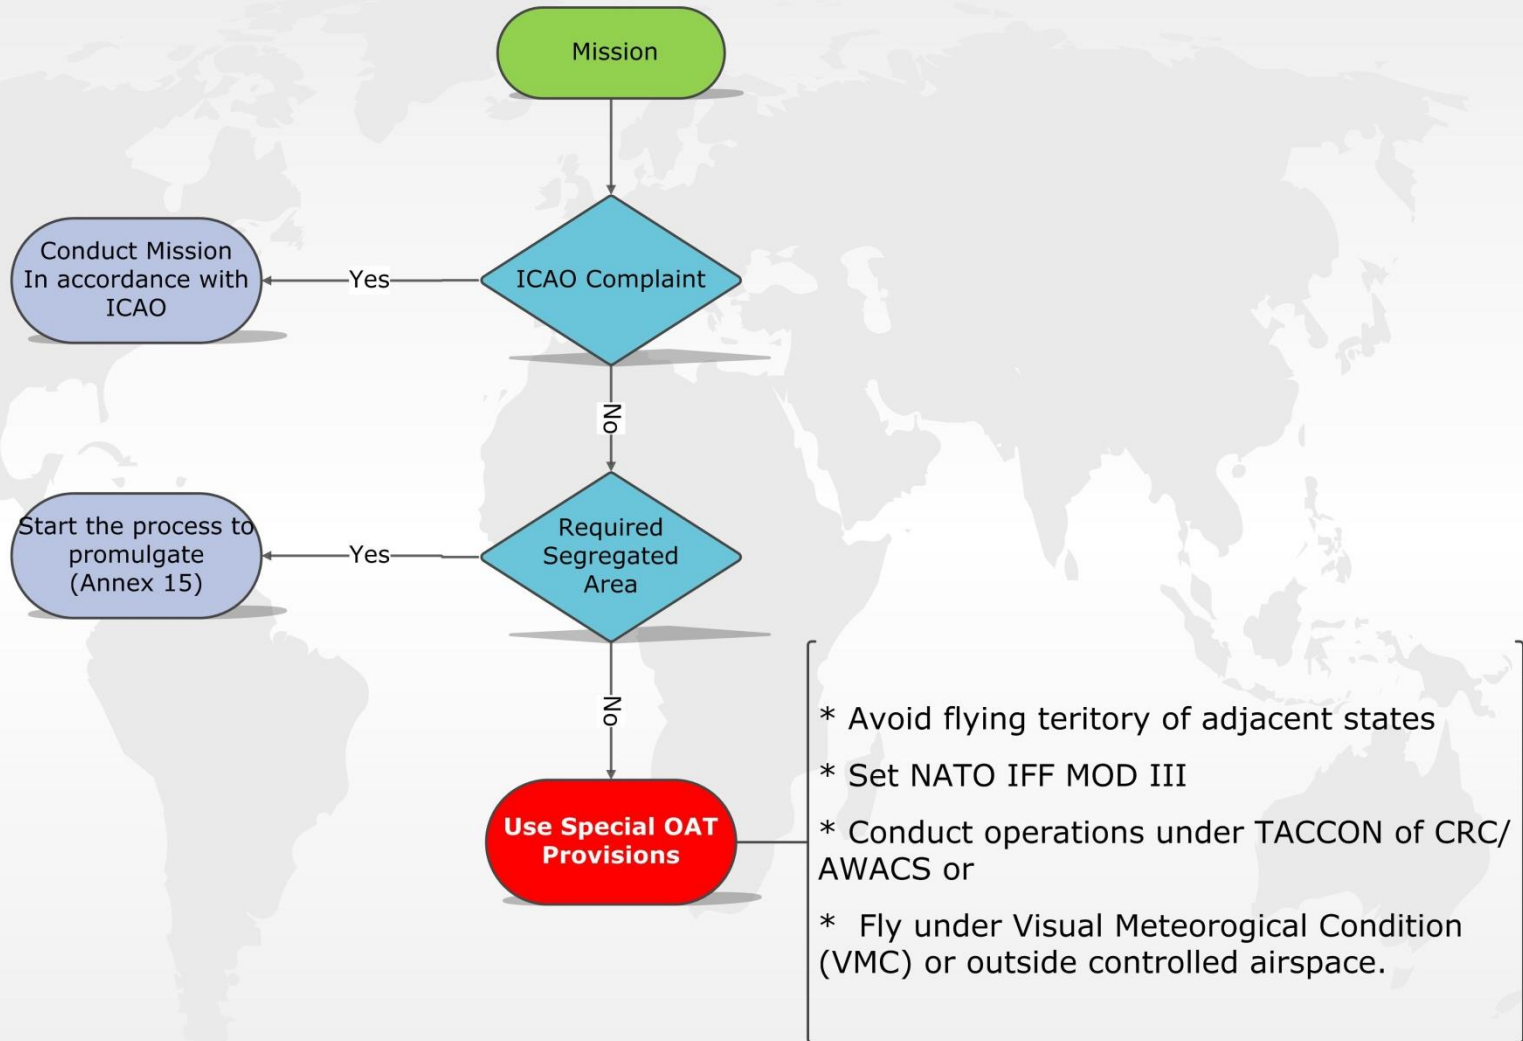 Mission
Conduct Mission
In accordance with
ICAO
Yes
ICAO Complaint
No
Start the process to
promulgate
(Annex 15)
Yes
Required
Segregated
Area
No
Use Special OAT
Provisions
* Avoid flying teritory of adjacent states
* Set NATO IFF MOD III
* Conduct operations under TACCON of CRC/
AWACS or
* Fly under Visual Meteorogical Condition
(VMC) or outside controlled airspace.